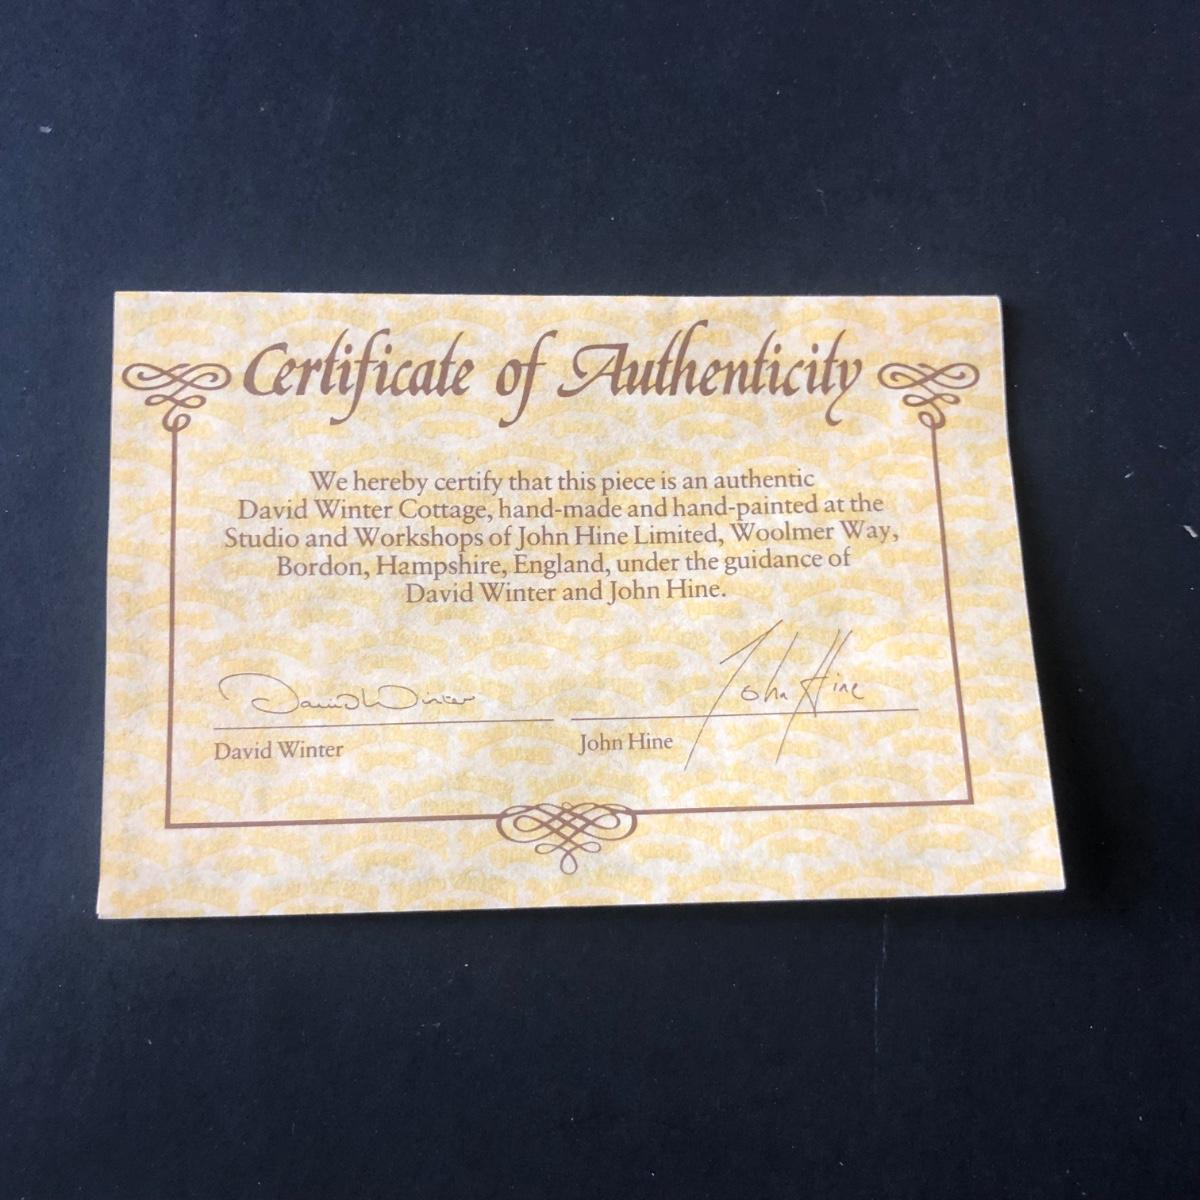 Certificate of Authenticity
We hereby certify that this piece is an authentic
David Winter Cottage, hand-made and hand-painted at the
Studio and Workshops of John Hine Limited, Woolmer Way,
Bordon, Hampshire, England, under the guidance of
David Winter and John Hine.
David Winter John Hine
David Winter John Hine